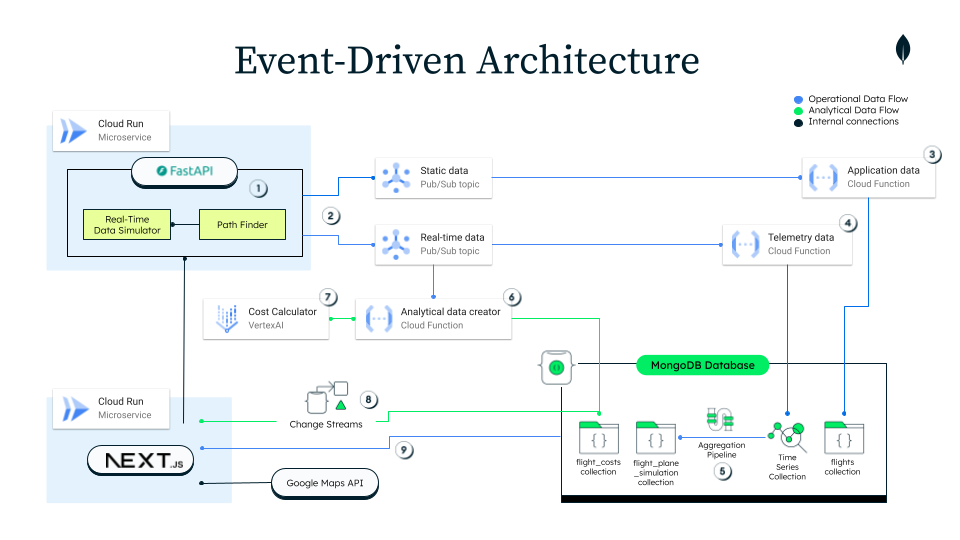 Event-Driven Architecture
Operational Data Flow
Analytical Data Flow
Internal connections
Cloud Run
Microservice
FastAPI
1
Real-Time
Data Simulator
Path Finder
2
Static data
Pub/Sub topic
3
Application data
Cloud Function
Real-time data
Pub/Sub topic
4
Telemetry data
Cloud Function
7
Cost Calculator
VertexAI
6
Analytical data creator
Cloud Function
MongoDB Database
Cloud Run
Microservice
NEXT.JS
8
Change Streams
9
Google Maps API
{ }
flight_costs
collection
{ }
flight_plane
_simulation
collection
Aggregation
Pipeline
5
Time
Series
Collection
{ }
flights
collection